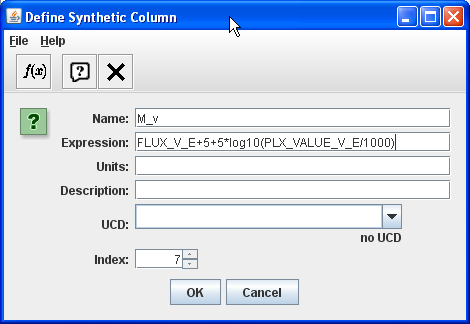 Define Synthetic Column
File Help
f(x)
?
?
Name: M_v
Expression: FLUX_V_E+5+5*log10(PLX_VALUE_V_E/1000)
Units:
Description:
UCD:
no UCD
Index: 7
OK Cancel